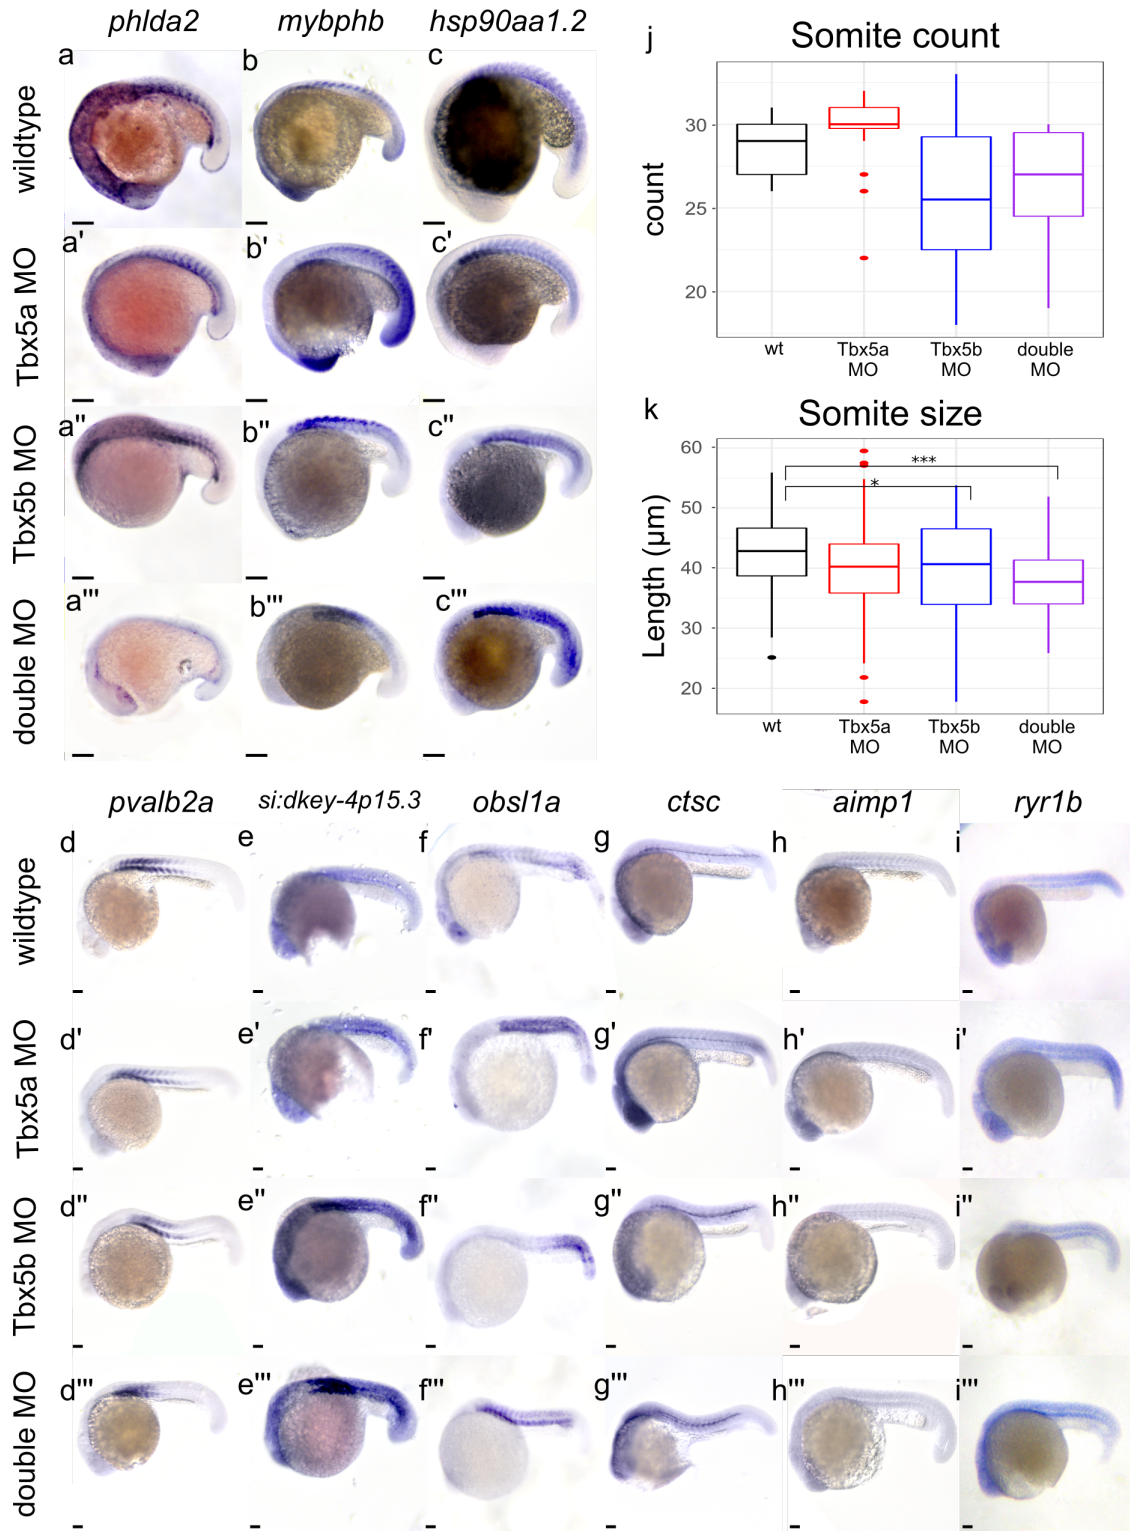 phlda2 mybphb hsp90aa1.2
wildtype
a b c
Tbx5a MO
a' b' c'
Tbx5b MO
a'' b'' c''
double MO
a''' b''' c'''
j
Somite count
count
30
25
20
wt
Tbx5a
MO
Tbx5b
MO
double
MO
k
Somite size
Length (µm)
60
50
40
30
20
***
*
wt
Tbx5a
MO
Tbx5b
MO
double
MO
pvalb2a si:dkey-4p15.3 obsl1a ctsc aimp1 ryr1b
wildtype
d e f g h i
Tbx5a MO
d' e' f' g' h' i'
Tbx5b MO
d'' e'' f'' g'' h'' i''
double MO
d''' e''' f''' g''' h''' i'''